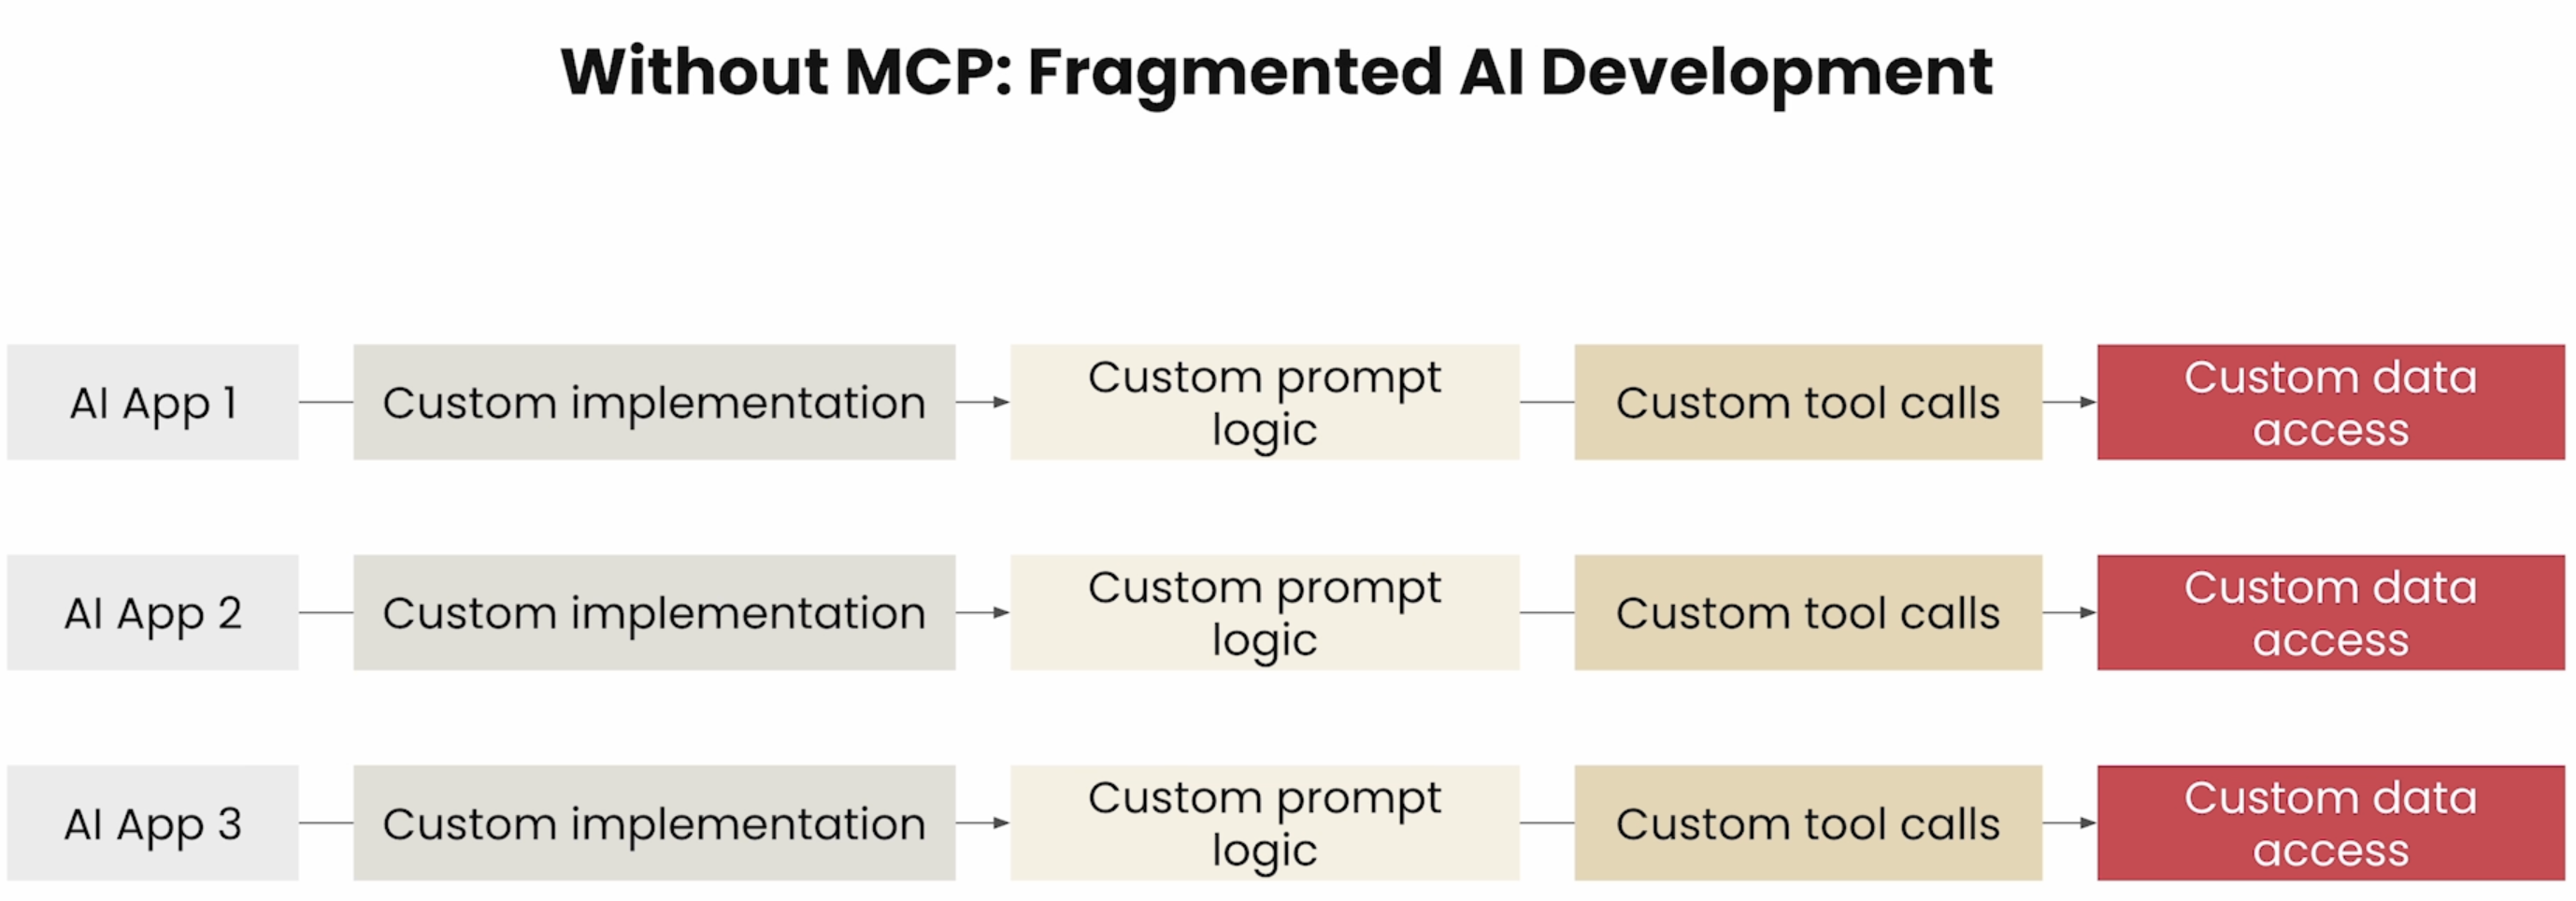 Without MCP: Fragmented AI Development
AI App 1
Custom implementation
Custom prompt
logic
Custom tool calls
Custom data
access
AI App 2
Custom implementation
Custom prompt
logic
Custom tool calls
Custom data
access
AI App 3
Custom implementation
Custom prompt
logic
Custom tool calls
Custom data
access